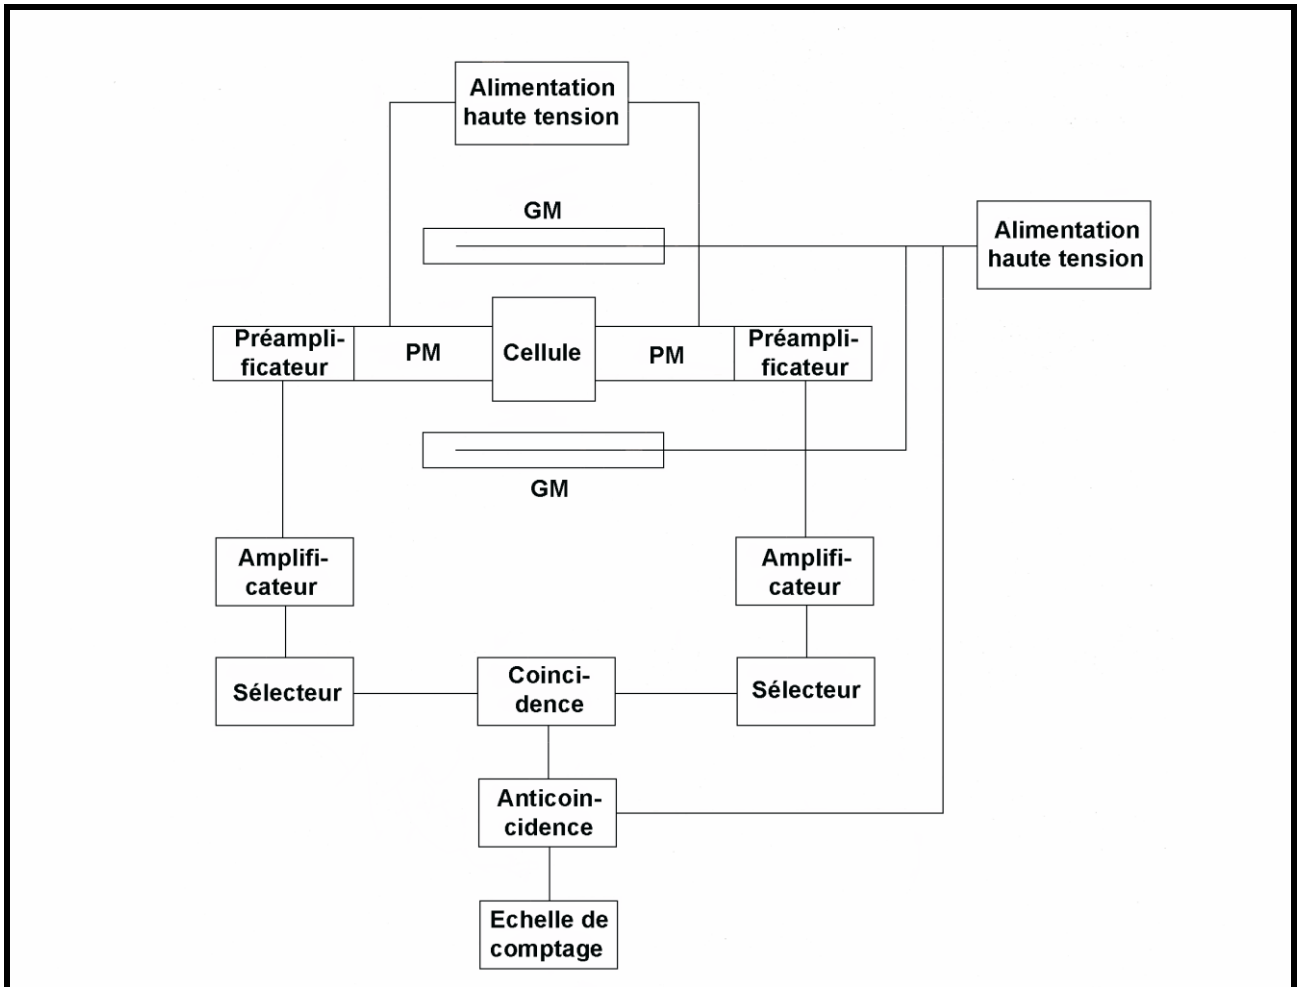 Alimentation
haute tension
GM
Alimentation
haute tension
Préampli-
ficateur
PM
Cellule
PM
Préampli-
ficateur
GM
Amplifi-
cateur
Amplifi-
cateur
Sélecteur
Coinci-
dence
Sélecteur
Anticoin-
cidence
Echelle de
comptage